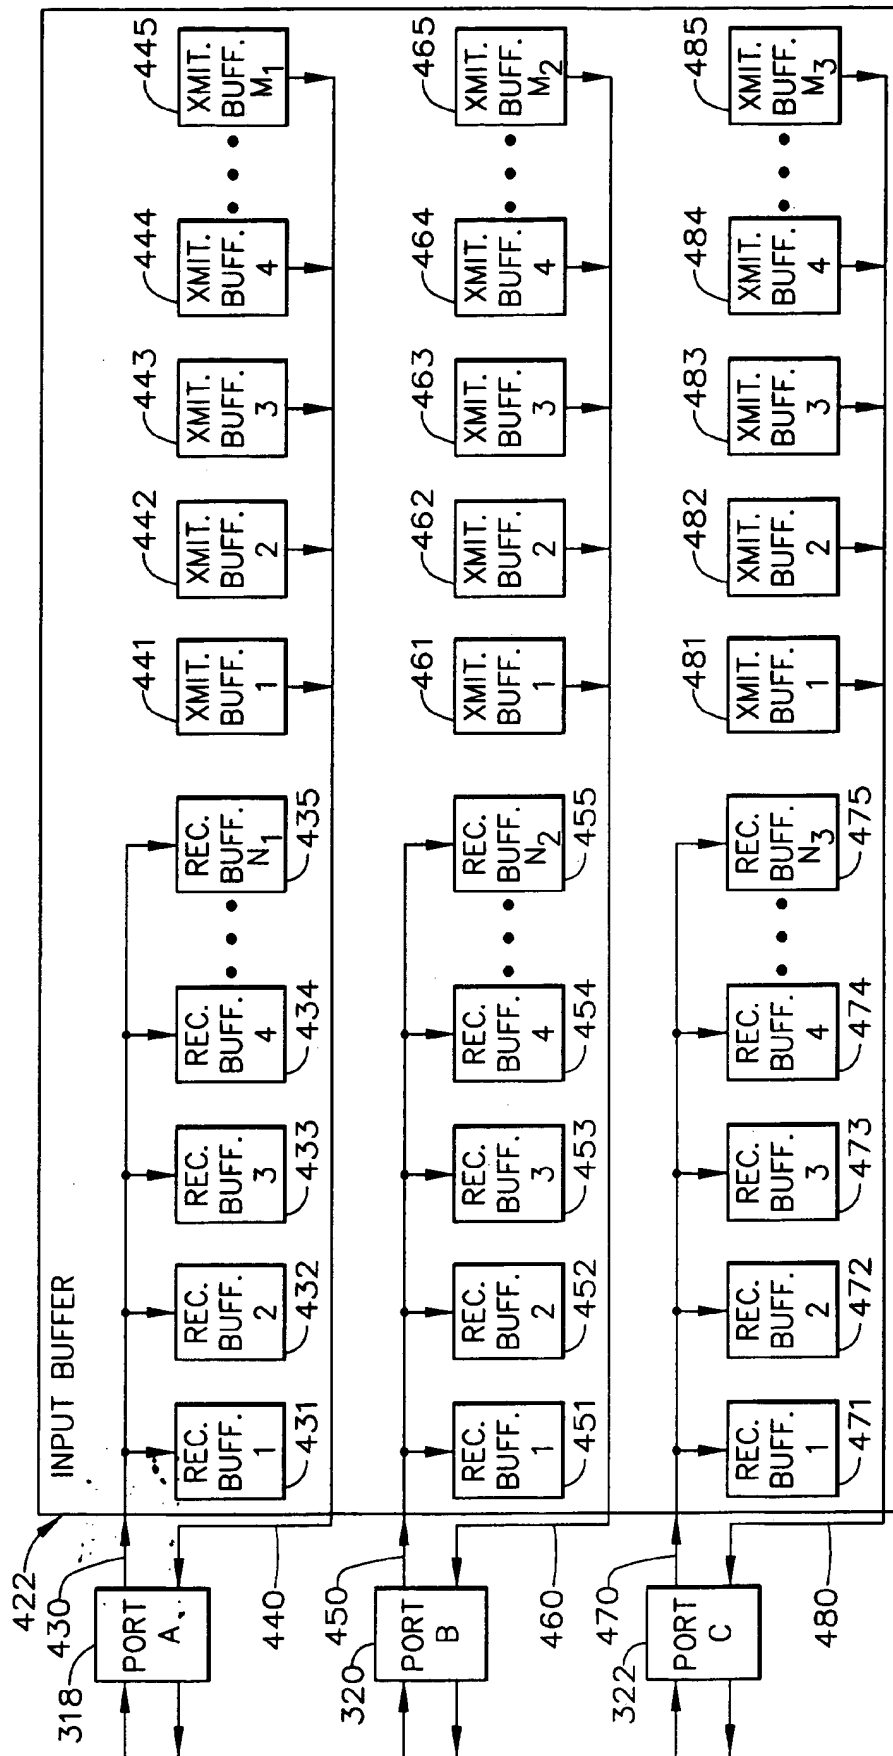 INPUT BUFFER
422
318
430
PORT
A
440
REC.
BUFF.
1
431
REC.
BUFF.
2
432
REC.
BUFF.
3
433
REC.
BUFF.
4
434
REC.
BUFF.
N1
435
XMIT.
BUFF.
1
441
XMIT.
BUFF.
2
442
XMIT.
BUFF.
3
443
XMIT.
BUFF.
4
444
XMIT.
BUFF.
M1
445
320
450
PORT
B
460
REC.
BUFF.
1
451
REC.
BUFF.
2
452
REC.
BUFF.
3
453
REC.
BUFF.
4
454
REC.
BUFF.
N2
455
XMIT.
BUFF.
1
461
XMIT.
BUFF.
2
462
XMIT.
BUFF.
3
463
XMIT.
BUFF.
4
464
XMIT.
BUFF.
M2
465
322
470
PORT
C
480
REC.
BUFF.
1
471
REC.
BUFF.
2
472
REC.
BUFF.
3
473
REC.
BUFF.
4
474
REC.
BUFF.
N3
475
XMIT.
BUFF.
1
481
XMIT.
BUFF.
2
482
XMIT.
BUFF.
3
483
XMIT.
BUFF.
4
484
XMIT.
BUFF.
M3
485